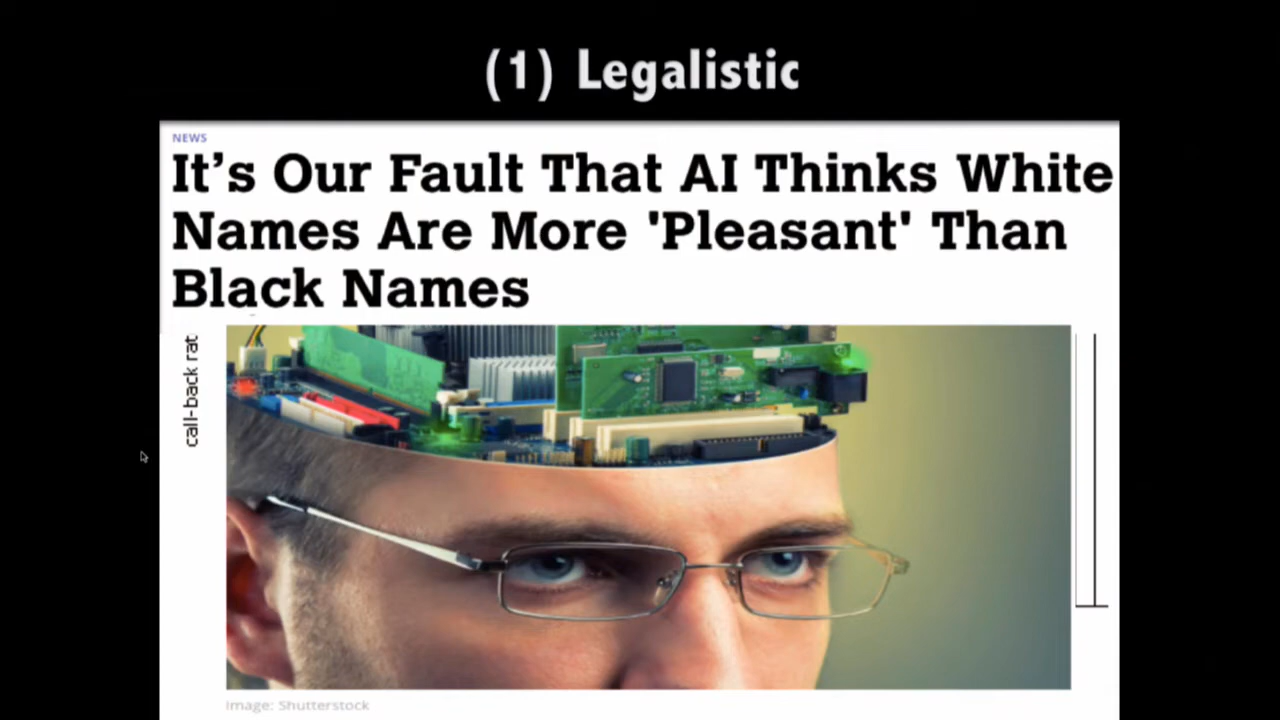 (1) Legalistic
NEWS
It's Our Fault That AI Thinks White
Names Are More 'Pleasant' Than
Black Names
call-back rat
image: Shutterstock